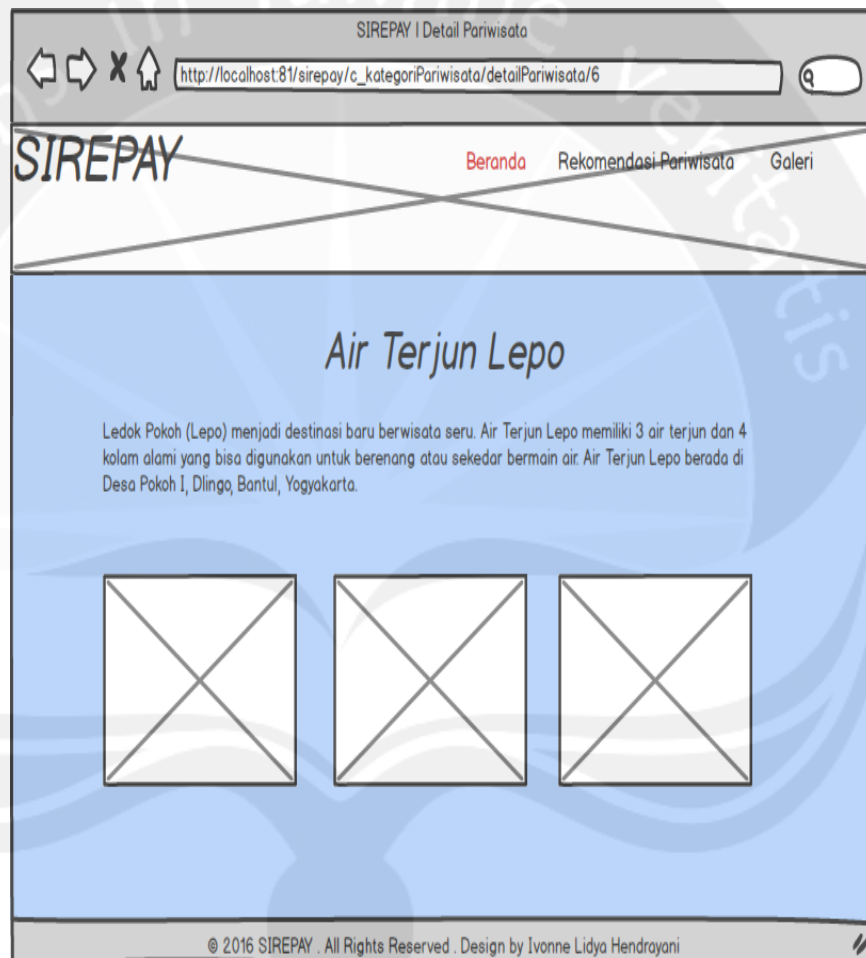 SIREPAY | Detail Pariwisata
http://localhost:81/sirepay/c_kategoriPariwisata/detailPariwisata/6
SIREPAY
Beranda Rekomendasi Pariwisata Galeri
Air Terjun Lepo
Ledok Pokoh (Lepo) menjadi destinasi baru berwisata seru. Air Terjun Lepo memiliki 3 air terjun dan 4
kolam alami yang bisa digunakan untuk berenang atau sekedar bermain air. Air Terjun Lepo berada di
Desa Pokoh I, Dlingo, Bantul, Yogyakarta.
© 2016 SIREPAY . All Rights Reserved . Design by Ivonne Lidya Hendrayani
in lumine veritatis